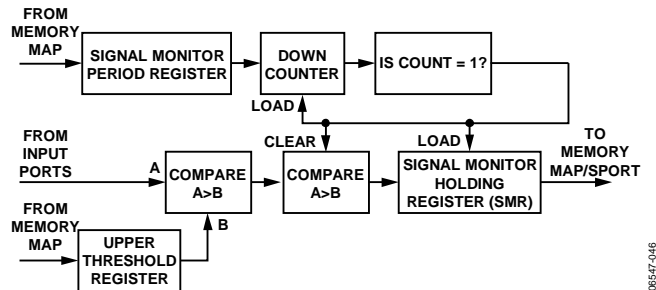 FROM
MEMORY
MAP
SIGNAL MONITOR
PERIOD REGISTER
DOWN
COUNTER
IS COUNT = 1?
LOAD
FROM
INPUT
PORTS
A
COMPARE
A>B
CLEAR
COMPARE
A>B
LOAD
SIGNAL MONITOR
HOLDING
REGISTER (SMR)
TO
MEMORY
MAP/SPORT
FROM
MEMORY
MAP
B
UPPER
THRESHOLD
REGISTER
06547-046